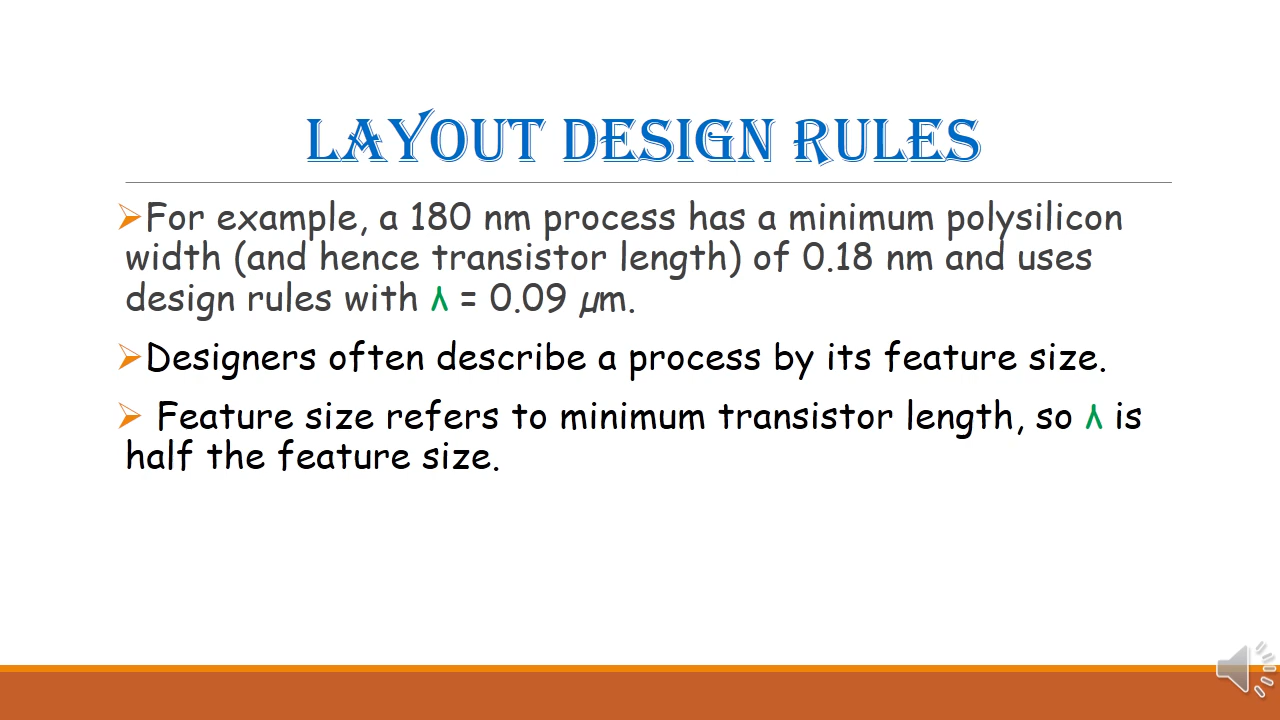 LAYOUT DESIGN RULES
➢For example, a 180 nm process has a minimum polysilicon
width (and hence transistor length) of 0.18 nm and uses
design rules with λ = 0.09 µm.
➢Designers often describe a process by its feature size.
➢ Feature size refers to minimum transistor length, so λ is
half the feature size.